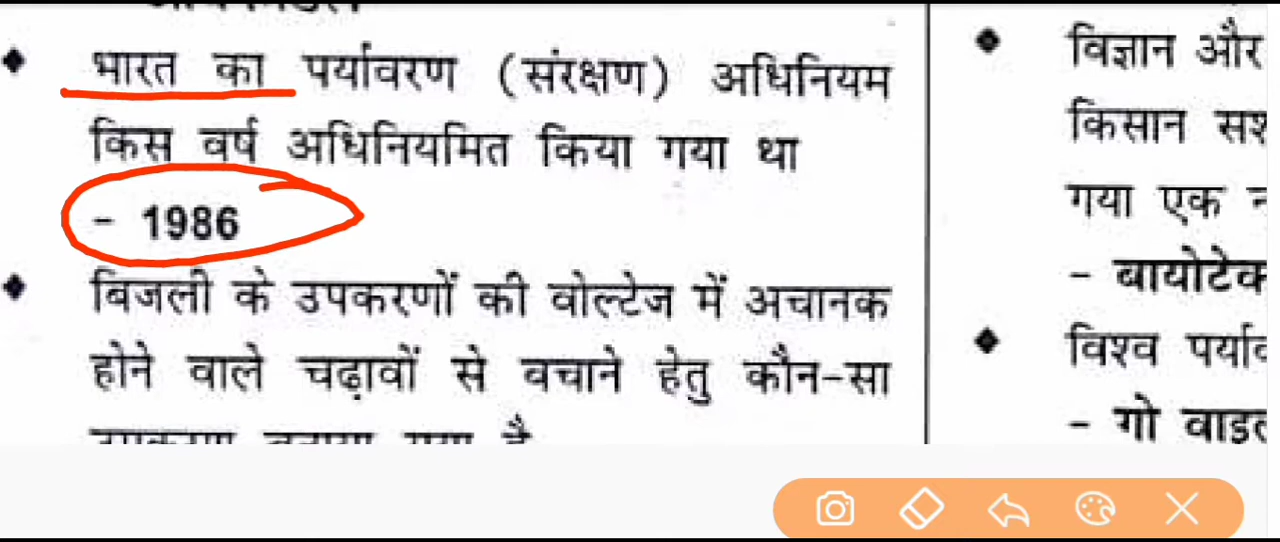 भारत का पर्यावरण (संरक्षण) अधिनियम
किस वर्ष अधिनियमित किया गया था
- 1986
बिजली के उपकरणों की वोल्टेज में अचानक
होने वाले चढ़ावों से बचाने हेतु कौन-सा
विज्ञान और
किसान
गया एक
- बायोटेक
विश्व
- गो